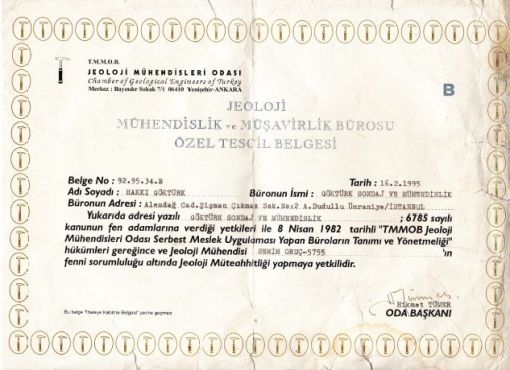 T.M.M.O.B.
JEOLOJİ MÜHENDİSLERİ ODASI
Chamber of Geological Engineers of Turkey
Merkez : Bayındır Sokak 7/1 06410 Yenişehir-ANKARA
B
JEOLOJİ
MÜHENDİSLİK ve MÜŞAVİRLİK BÜROSU
ÖZEL TESCİL BELGESİ
Belge No : 92.95.34.B Tarih : 16.2.1995
Adı Soyadı : HAKKI GÖKTÜRK Büronun İsmi : GÖKTÜRK SONDAJ VE MÜHENDİSLİK
Büronun Adresi : Alemdağ Cad.Şişman Çıkmaz Sok.No:2 A.Dudullu Ümraniye/İSTANBUL
Yukarıda adresi yazılı GÖKTÜRK SONDAJ VE MÜHENDİSLİK ; 6785 sayılı
kanunun fen adamlarına verdiği yetkileri ile 8 Nisan 1982 tarihli "TMMOB Jeoloji
Mühendisleri Odası Serbest Meslek Uygulaması Yapan Büroların Tanımı ve Yönetmeliği"
hükümleri gereğince ve Jeoloji Mühendisi SEMİH ORUÇ-5755 'ın
fenni sorumluluğu altında Jeoloji Müteahhitliği yapmaya yetkilidir.
Hikmet TÜMER
ODA BAŞKANI
Bu belge "İhaleye Katılma Belgesi" yerine geçmez